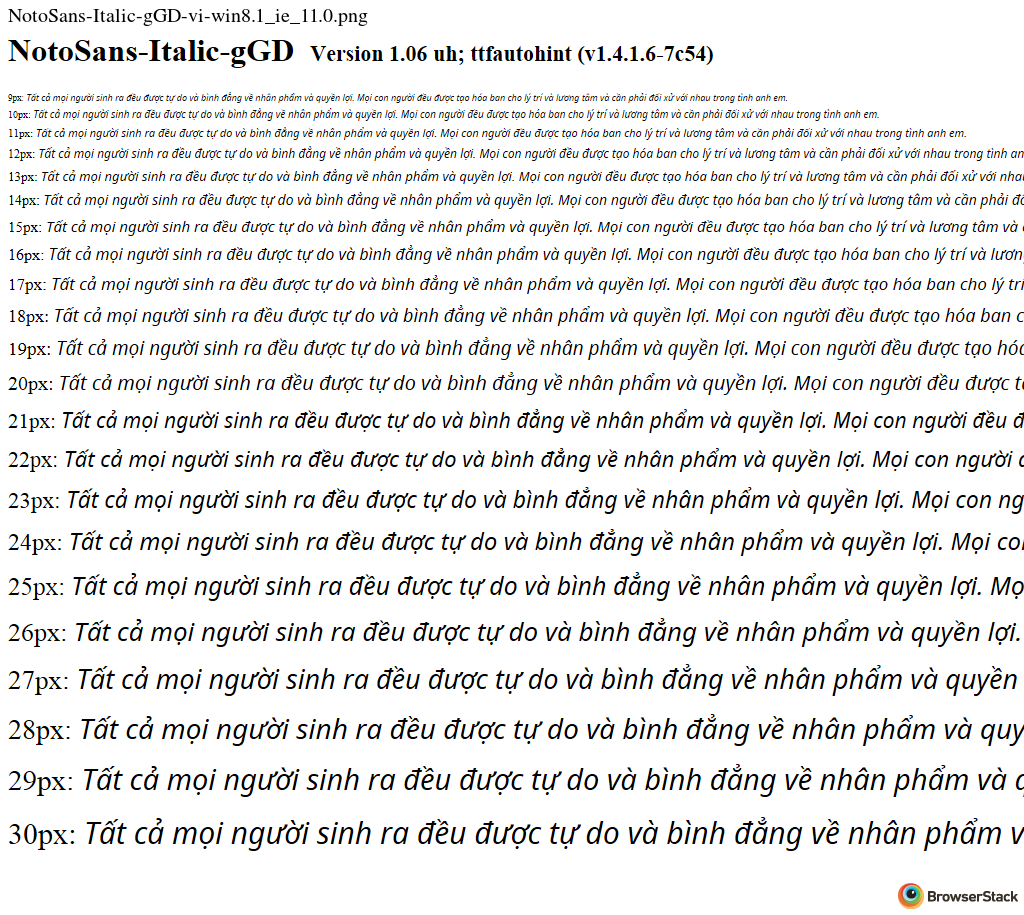 NotoSans-Italic-gGD-vi-win8.1_ie_11.0.png
NotoSans-Italic-gGD Version 1.06 uh; ttfautohint (v1.4.1.6-7c54)
9px: Tất cả mọi người sinh ra đều được tự do và bình đẳng về nhân phẩm và quyền lợi. Mọi con người đều được tạo hóa ban cho lý trí và lương tâm và cần phải đối xử với nhau trong tình anh em.
10px: Tất cả mọi người sinh ra đều được tự do và bình đẳng về nhân phẩm và quyền lợi. Mọi con người đều được tạo hóa ban cho lý trí và lương tâm và cần phải đối xử với nhau trong tình anh em.
11px: Tất cả mọi người sinh ra đều được tự do và bình đẳng về nhân phẩm và quyền lợi. Mọi con người đều được tạo hóa ban cho lý trí và lương tâm và cần phải đối xử với nhau trong tình anh em.
12px: Tất cả mọi người sinh ra đều được tự do và bình đẳng về nhân phẩm và quyền lợi. Mọi con người đều được tạo hóa ban cho lý trí và lương tâm và cần phải đối xử với nhau trong tình an
13px: Tất cả mọi người sinh ra đều được tự do và bình đẳng về nhân phẩm và quyền lợi. Mọi con người đều được tạo hóa ban cho lý trí và lương tâm và cần phải đối xử với nhau
14px: Tất cả mọi người sinh ra đều được tự do và bình đẳng về nhân phẩm và quyền lợi. Mọi con người đều được tạo hóa ban cho lý trí và lương tâm và cần phải đố
15px: Tất cả mọi người sinh ra đều được tự do và bình đẳng về nhân phẩm và quyền lợi. Mọi con người đều được tạo hóa ban cho lý trí và lương tâm và
16px: Tất cả mọi người sinh ra đều được tự do và bình đẳng về nhân phẩm và quyền lợi. Mọi con người đều được tạo hóa ban cho lý trí và lươn
17px: Tất cả mọi người sinh ra đều được tự do và bình đẳng về nhân phẩm và quyền lợi. Mọi con người đều được tạo hóa ban cho lý trí
18px: Tất cả mọi người sinh ra đều được tự do và bình đẳng về nhân phẩm và quyền lợi. Mọi con người đều được tạo hóa ban c
19px: Tất cả mọi người sinh ra đều được tự do và bình đẳng về nhân phẩm và quyền lợi. Mọi con người đều được tạo hóa
20px: Tất cả mọi người sinh ra đều được tự do và bình đẳng về nhân phẩm và quyền lợi. Mọi con người đều được tạ
21px: Tất cả mọi người sinh ra đều được tự do và bình đẳng về nhân phẩm và quyền lợi. Mọi con người đều đ
22px: Tất cả mọi người sinh ra đều được tự do và bình đẳng về nhân phẩm và quyền lợi. Mọi con người
23px: Tất cả mọi người sinh ra đều được tự do và bình đẳng về nhân phẩm và quyền lợi. Mọi con ng
24px: Tất cả mọi người sinh ra đều được tự do và bình đẳng về nhân phẩm và quyền lợi. Mọi con
25px: Tất cả mọi người sinh ra đều được tự do và bình đẳng về nhân phẩm và quyền lợi. Mọ
26px: Tất cả mọi người sinh ra đều được tự do và bình đẳng về nhân phẩm và quyền lợi.
27px: Tất cả mọi người sinh ra đều được tự do và bình đẳng về nhân phẩm và quyền
28px: Tất cả mọi người sinh ra đều được tự do và bình đẳng về nhân phẩm và quy
29px: Tất cả mọi người sinh ra đều được tự do và bình đẳng về nhân phẩm và q
30px: Tất cả mọi người sinh ra đều được tự do và bình đẳng về nhân phẩm v
BrowserStack